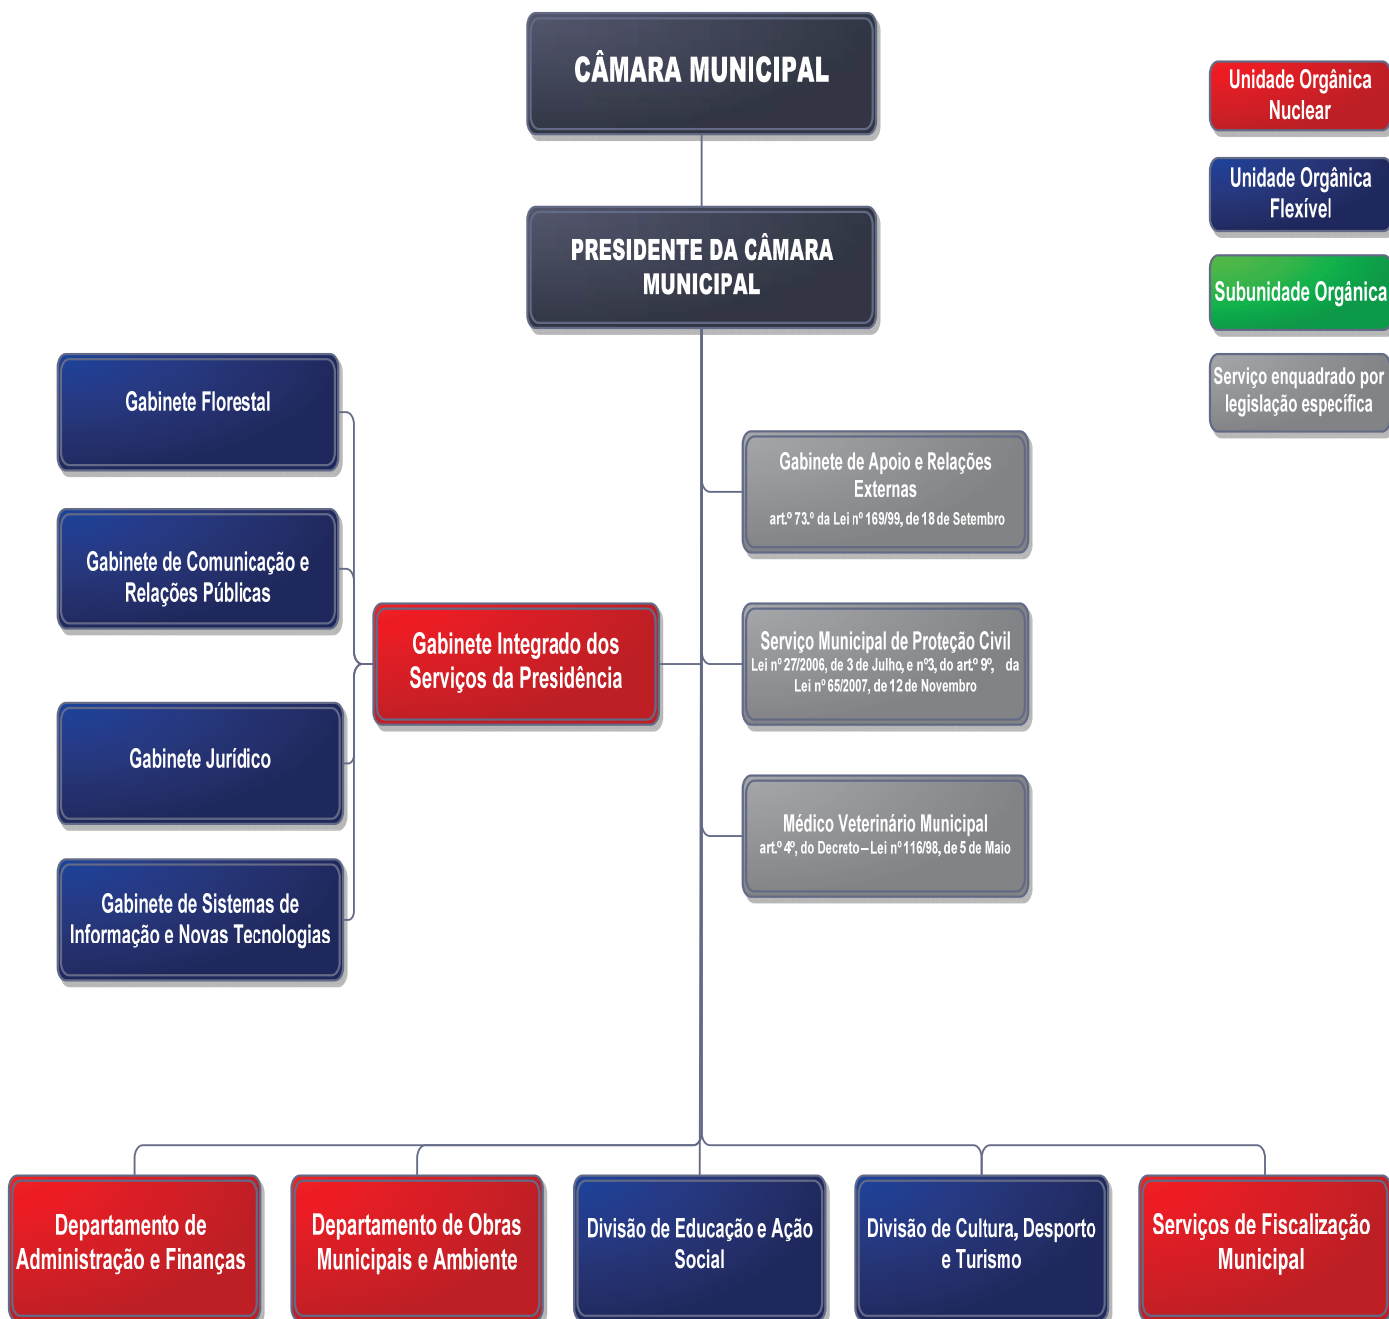 CÂMARA MUNICIPAL
Unidade Orgânica
Nuclear
Unidade Orgânica
Flexível
PRESIDENTE DA CÂMARA
MUNICIPAL
Subunidade Orgânica
Serviço enquadrado por
legislação específica
Gabinete Florestal
Gabinete de Apoio e Relações
Externas
art.º 73.º da Lei nº 169/99, de 18 de Setembro
Gabinete de Comunicação e
Relações Públicas
Gabinete Integrado dos
Serviços da Presidência
Serviço Municipal de Proteção Civil
Lei nº 27/2006, de 3 de Julho, e nº3, do art.º 9º, da
Lei nº 65/2007, de 12 de Novembro
Gabinete Jurídico
Médico Veterinário Municipal
art.º 4º, do Decreto – Lei nº 116/98, de 5 de Maio
Gabinete de Sistemas de
Informação e Novas Tecnologias
Departamento de
Administração e Finanças
Departamento de Obras
Municipais e Ambiente
Divisão de Educação e Ação
Social
Divisão de Cultura, Desporto
e Turismo
Serviços de Fiscalização
Municipal